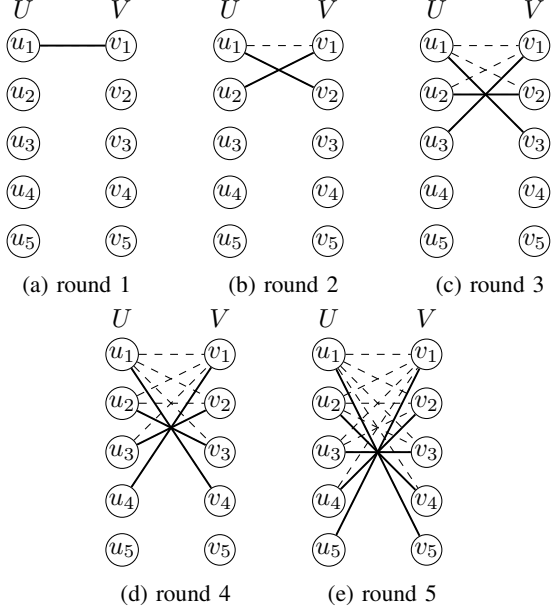 U V U V U V
u1 v1 u1 v1 u1 v1
u2 v2 u2 v2 u2 v2
u3 v3 u3 v3 u3 v3
u4 v4 u4 v4 u4 v4
u5 v5 u5 v5 u5 v5
(a) round 1 (b) round 2 (c) round 3
U V U V
u1 v1 u1 v1
u2 v2 u2 v2
u3 v3 u3 v3
u4 v4 u4 v4
u5 v5 u5 v5
(d) round 4 (e) round 5